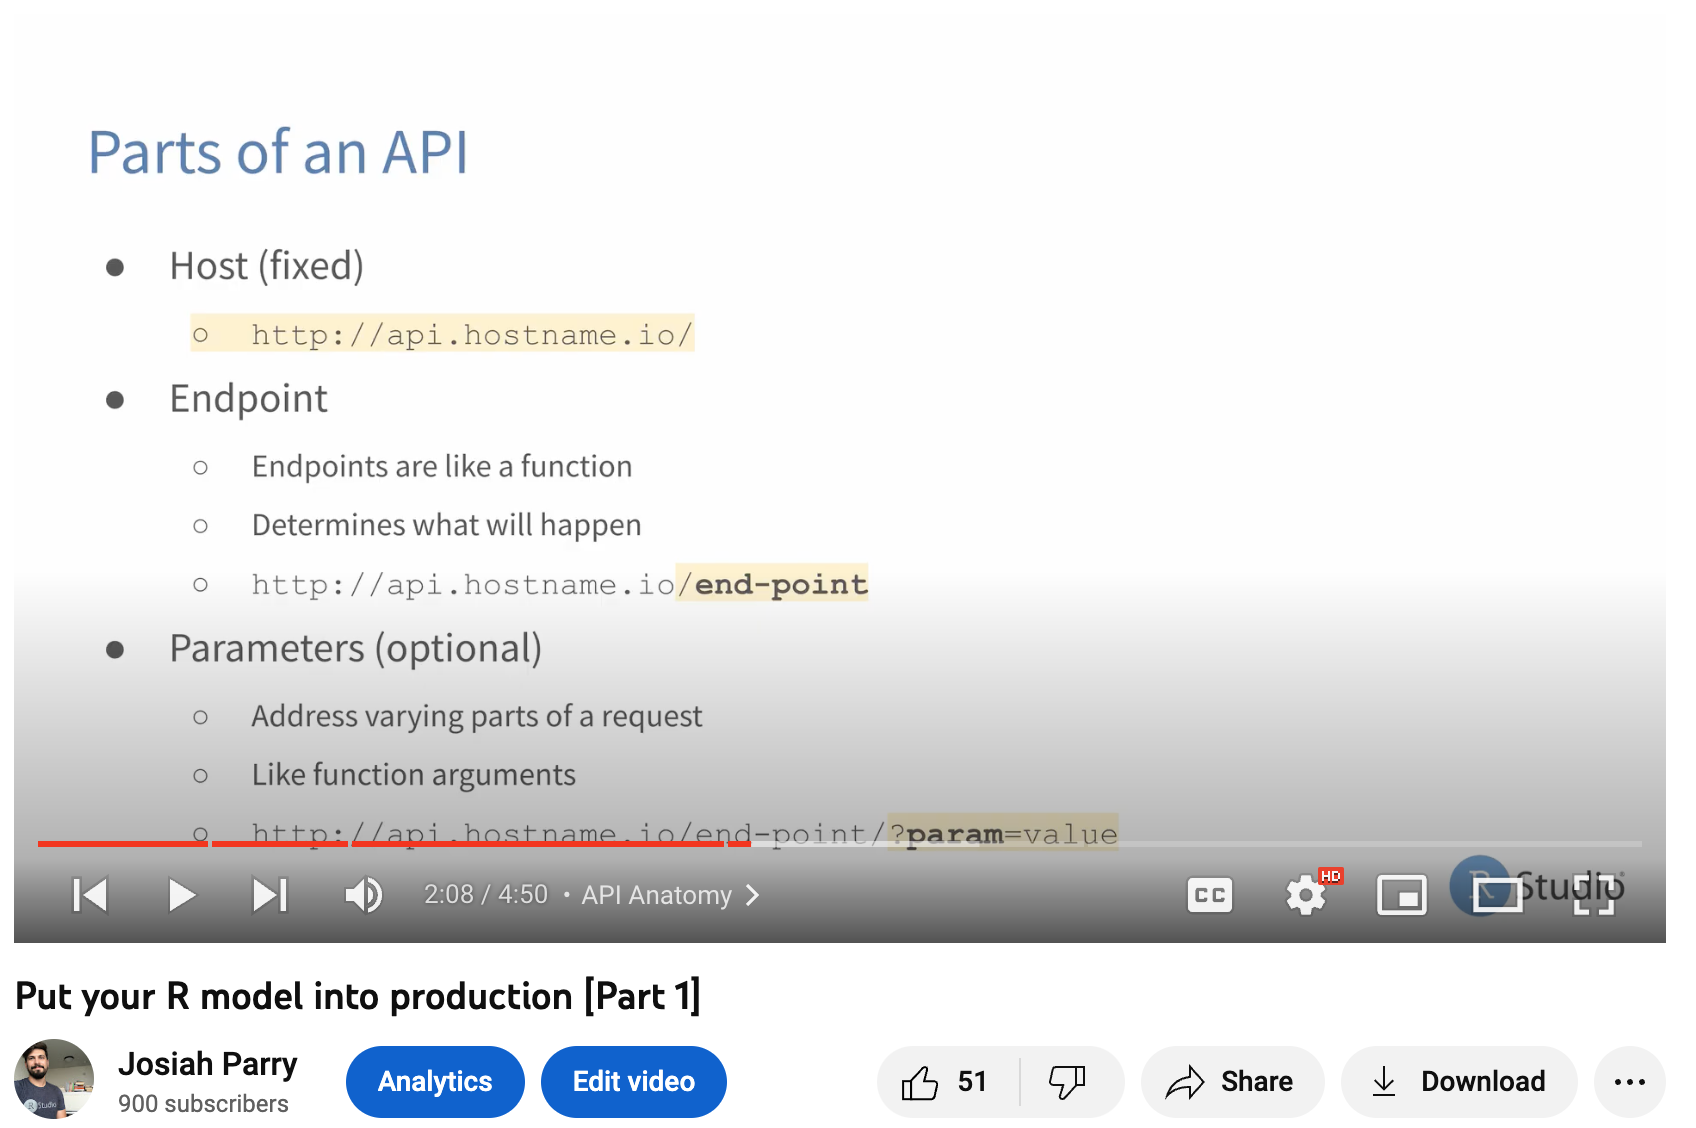 Parts of an API
● Host (fixed)
○ http://api.hostname.io/
● Endpoint
○ Endpoints are like a function
○ Determines what will happen
○ http://api.hostname.io/end-point
● Parameters (optional)
○ Address varying parts of a request
○ Like function arguments
○ http://api.hostname.io/end-point/?param=value
2:08 / 4:50 • API Anatomy
CC
HD
R Studio
Put your R model into production [Part 1]
Josiah Parry
900 subscribers
Analytics
Edit video
51
Share
Download